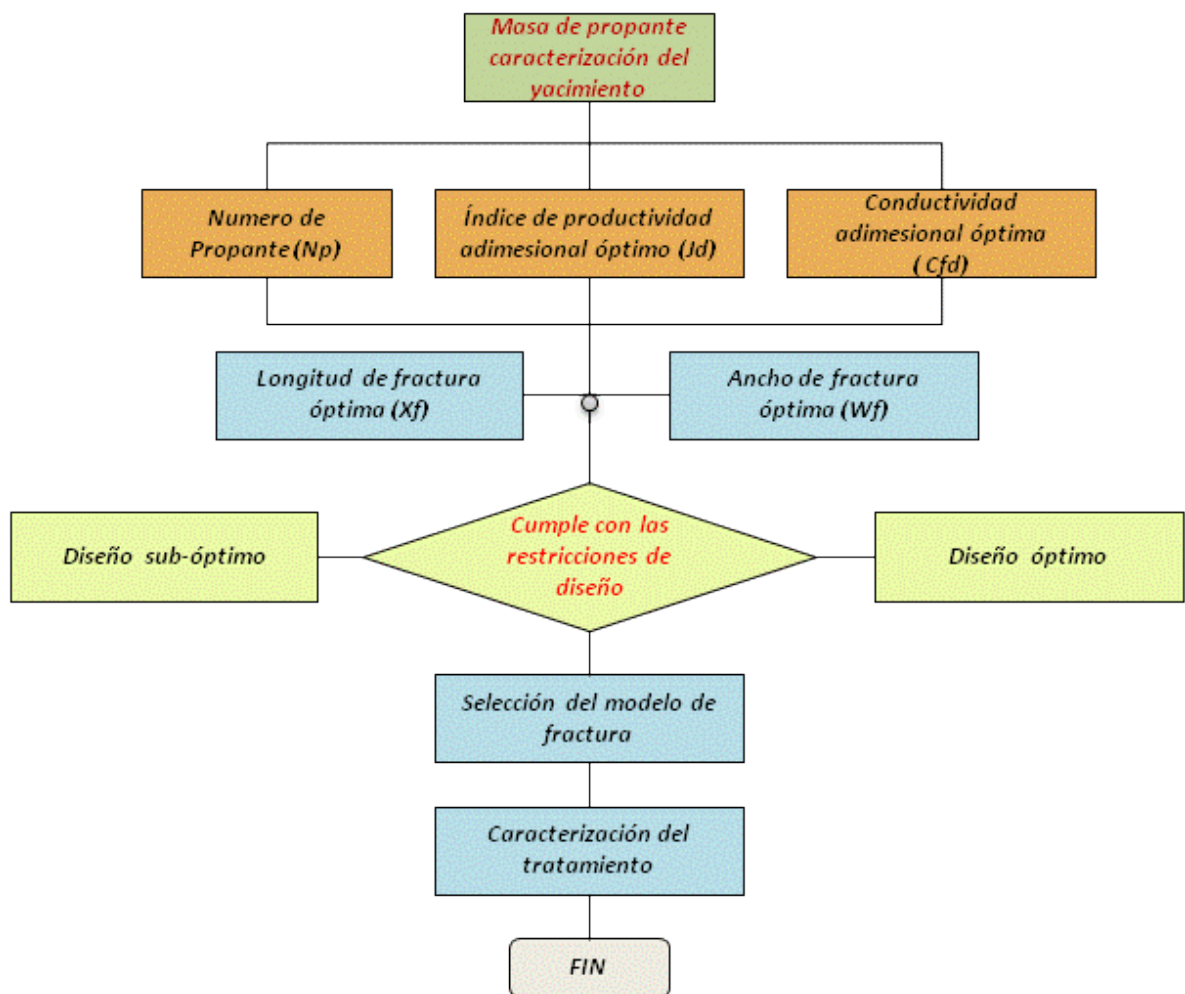 Masa de propante
caracterización del
yacimiento
Numero de
Propante (Np)
Índice de productividad
adimesional óptimo (Jd)
Conductividad
adimesional óptima
( Cfd)
Longitud de fractura
óptima (Xf)
Ancho de fractura
óptima (Wf)
Diseño sub-óptimo
Cumple con las
restricciones de
diseño
Diseño óptimo
Selección del modelo de
fractura
Caracterización del
tratamiento
FIN